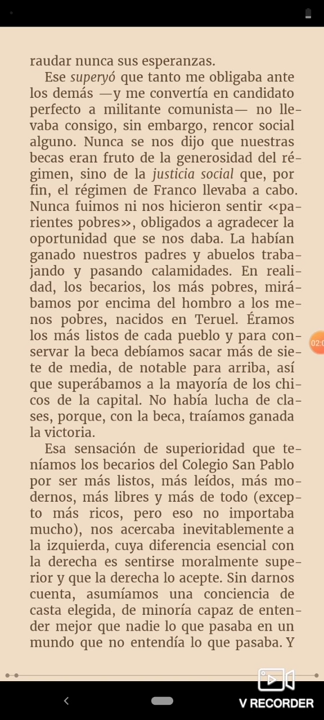 raudar nunca sus esperanzas.
Ese superyó que tanto me obligaba ante
los demás —y me convertía en candidato
perfecto a militante comunista— no lle-
vaba consigo, sin embargo, rencor social
alguno. Nunca se nos dijo que nuestras
becas eran fruto de la generosidad del ré-
gimen, sino de la justicia social que, por
fin, el régimen de Franco llevaba a cabo.
Nunca fuimos ni nos hicieron sentir «pa-
rientes pobres», obligados a agradecer la
oportunidad que se nos daba. La habían
ganado nuestros padres y abuelos traba-
jando y pasando calamidades. En reali-
dad, los becarios, los más pobres, mirá-
bamos por encima del hombro a los me-
nos pobres, nacidos en Teruel. Éramos
los más listos de cada pueblo y para con-
servar la beca debíamos sacar más de sie-
te de media, de notable para arriba, así
que superábamos a la mayoría de los chi-
cos de la capital. No había lucha de cla-
ses, porque, con la beca, traíamos ganada
la victoria.
Esa sensación de superioridad que te-
níamos los becarios del Colegio San Pablo
por ser más listos, más leídos, más mo-
dernos, más libres y más de todo (excep-
to más ricos, pero eso no importaba
mucho), nos acercaba inevitablemente a
la izquierda, cuya diferencia esencial con
la derecha es sentirse moralmente supe-
rior y que la derecha lo acepte. Sin darnos
cuenta, asumíamos una conciencia de
casta elegida, de minoría capaz de enten-
der mejor que nadie lo que pasaba en un
mundo que no entendía lo que pasaba. Y
V RECORDER